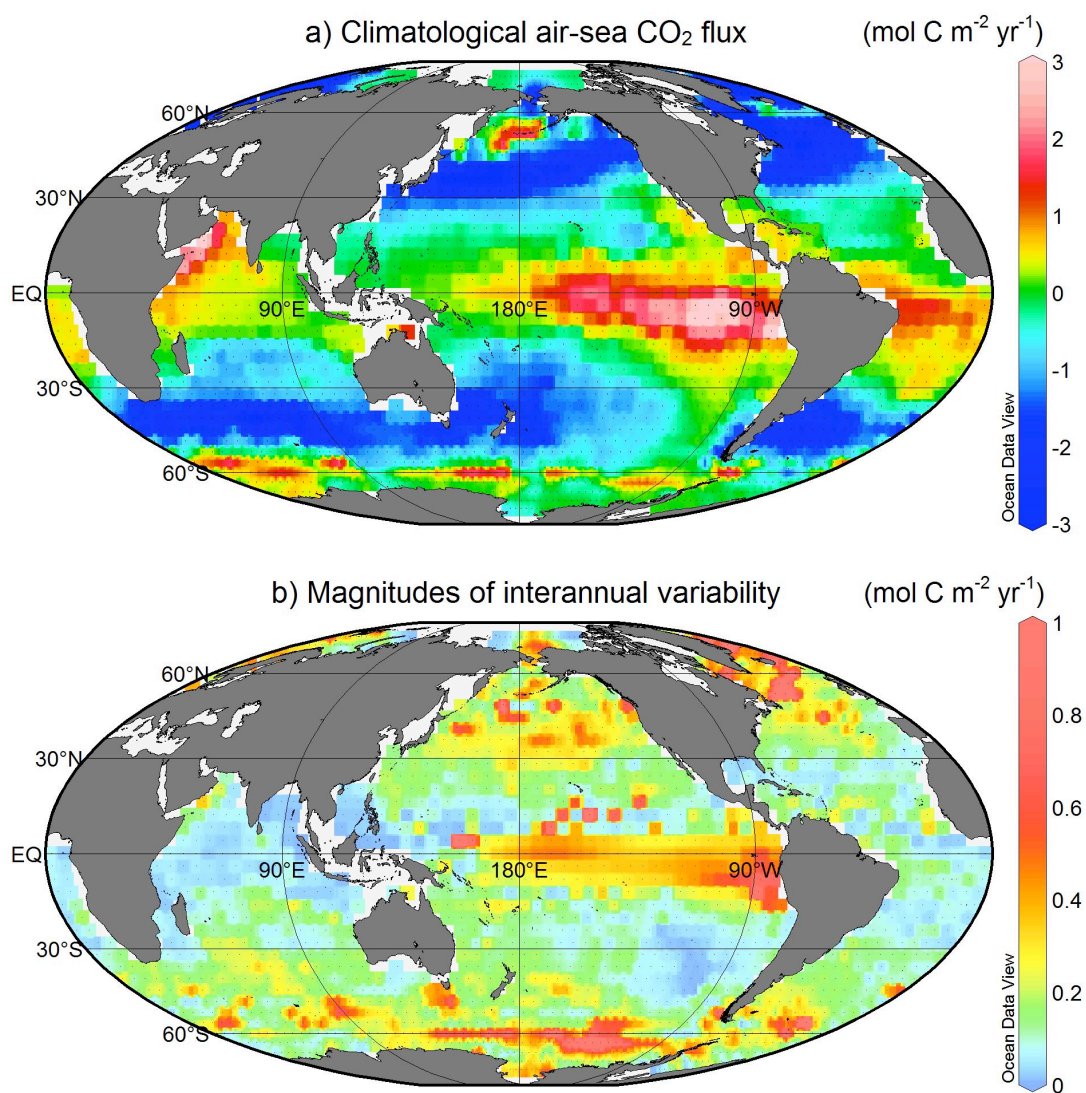 a) Climatological air-sea CO₂ flux (mol C m⁻² yr⁻¹)
3
60°N
2
30°N
1
EQ 90°E 180°E 90°W 0
30°S -1
-2
60°S
Ocean Data View
-3
b) Magnitudes of interannual variability (mol C m⁻² yr⁻¹)
1
60°N
0.8
30°N
0.6
EQ 90°E 180°E 90°W
0.4
30°S
0.2
60°S
Ocean Data View
0